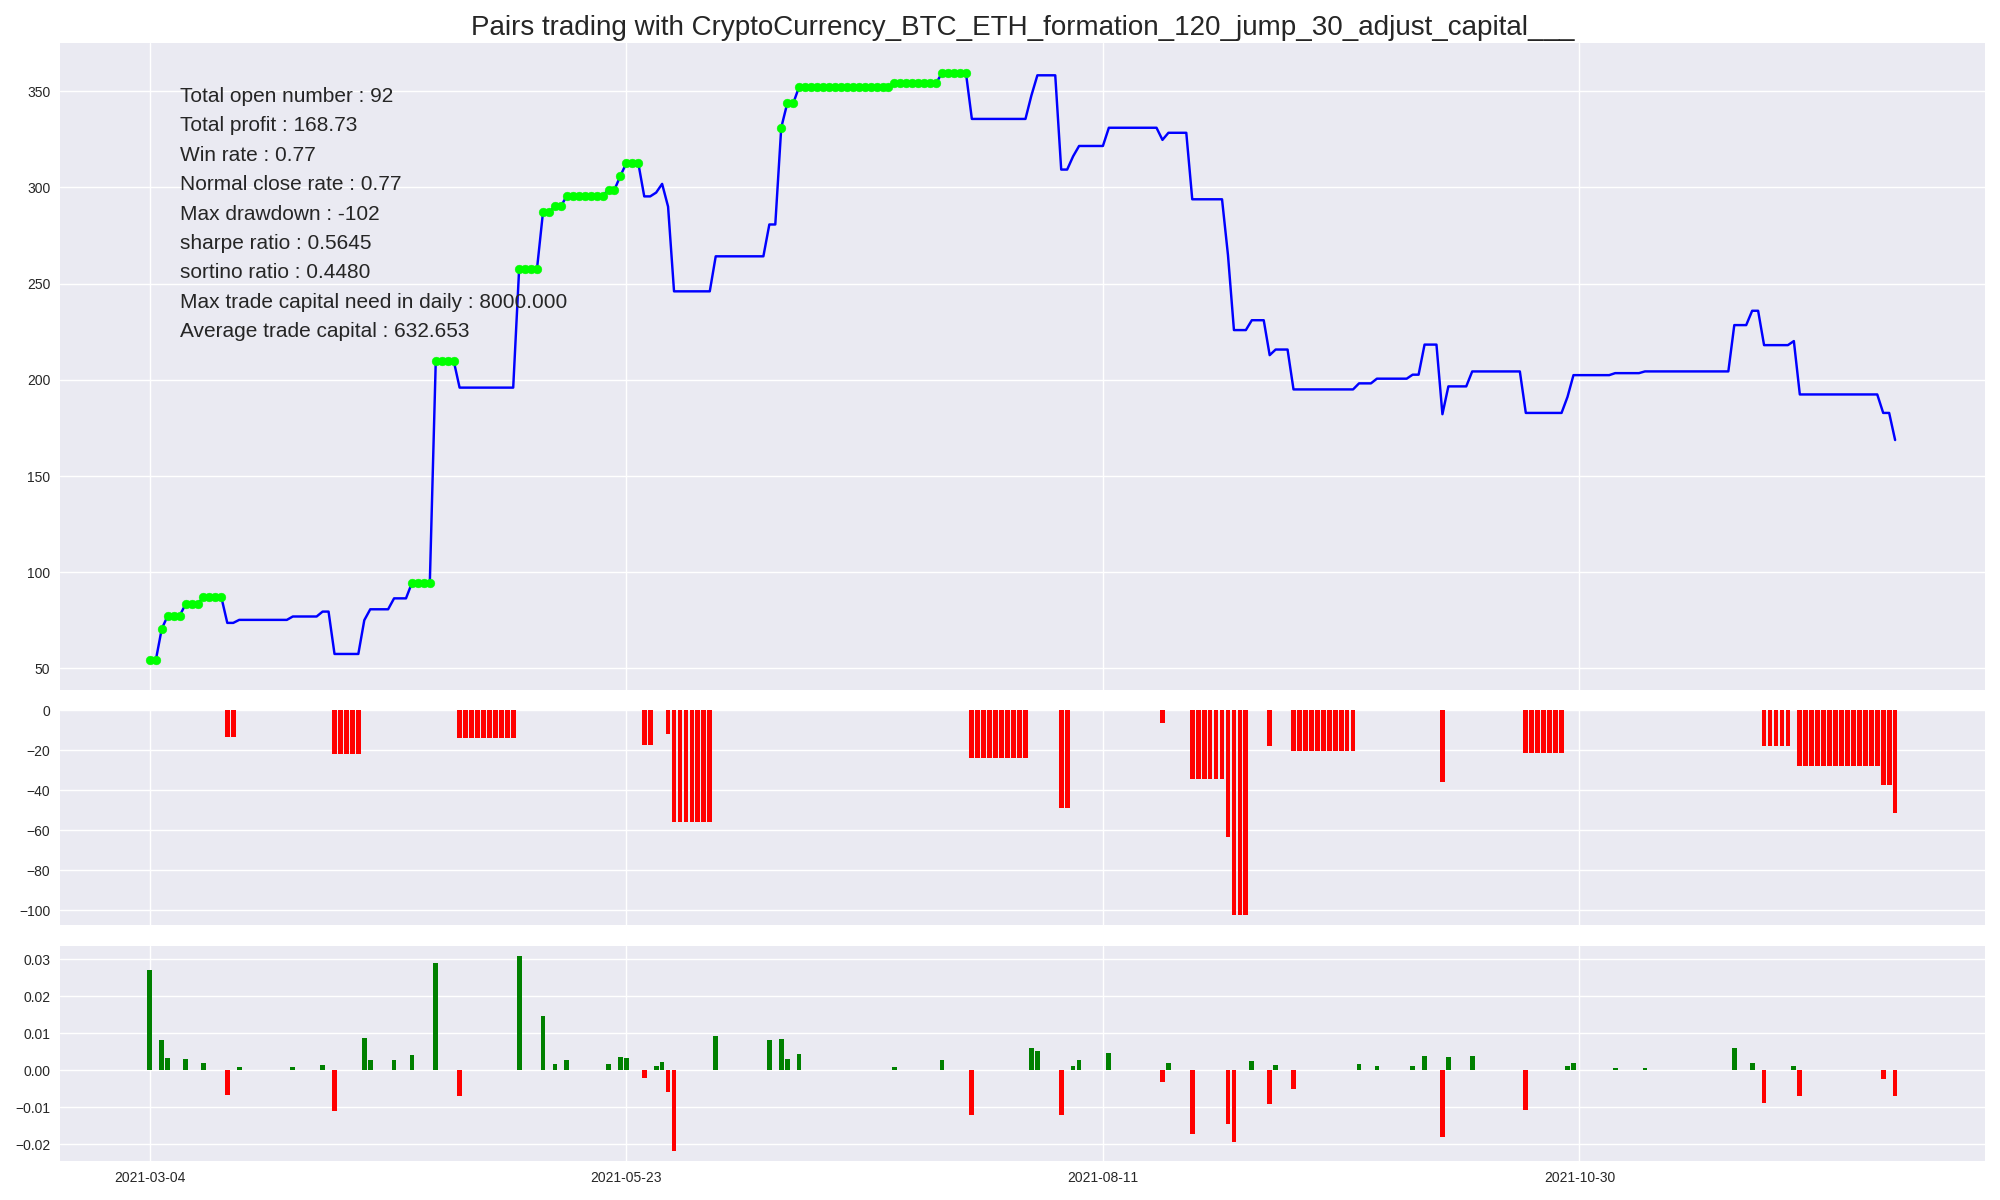 Pairs trading with CryptoCurrency_BTC_ETH_formation_120_jump_30_adjust_capital___
350
300
250
200
150
100
50
Total open number : 92
Total profit : 168.73
Win rate : 0.77
Normal close rate : 0.77
Max drawdown : -102
sharpe ratio : 0.5645
sortino ratio : 0.4480
Max trade capital need in daily : 8000.000
Average trade capital : 632.653
0
−20
−40
−60
−80
−100
0.03
0.02
0.01
0.00
−0.01
−0.02
2021-03-04 2021-05-23 2021-08-11 2021-10-30